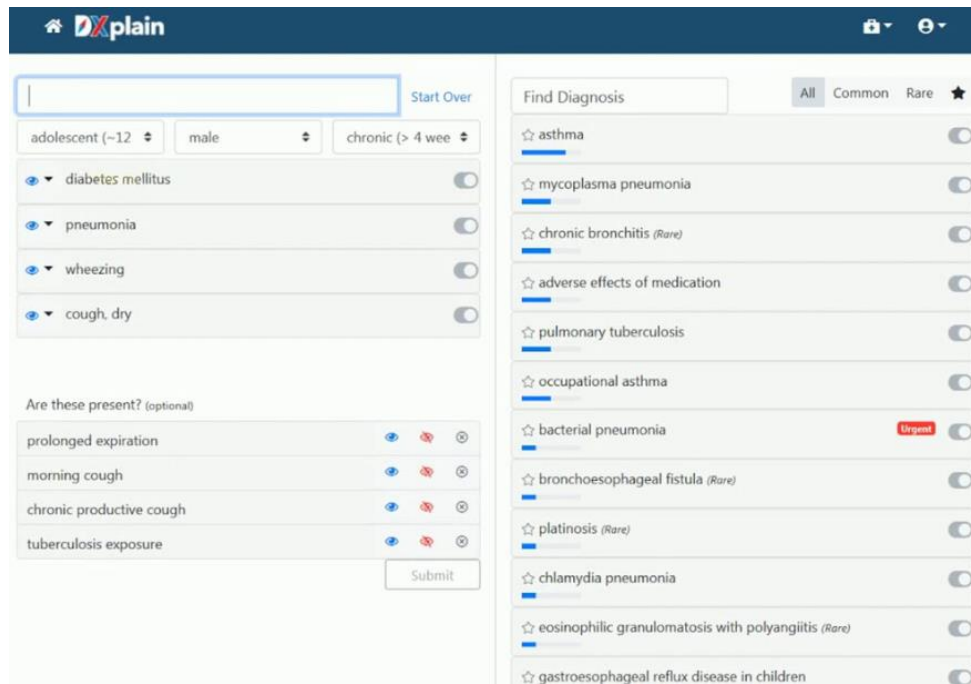 DXplain
Start Over
adolescent (~12
male
chronic (> 4 wee
diabetes mellitus
pneumonia
wheezing
cough, dry
Are these present? (optional)
prolonged expiration
morning cough
chronic productive cough
tuberculosis exposure
Submit
Find Diagnosis
All Common Rare
asthma
mycoplasma pneumonia
chronic bronchitis (Rare)
adverse effects of medication
pulmonary tuberculosis
occupational asthma
bacterial pneumonia Urgent
bronchoesophageal fistula (Rare)
platinosis (Rare)
chlamydia pneumonia
eosinophilic granulomatosis with polyangiitis (Rare)
gastroesophageal reflux disease in children